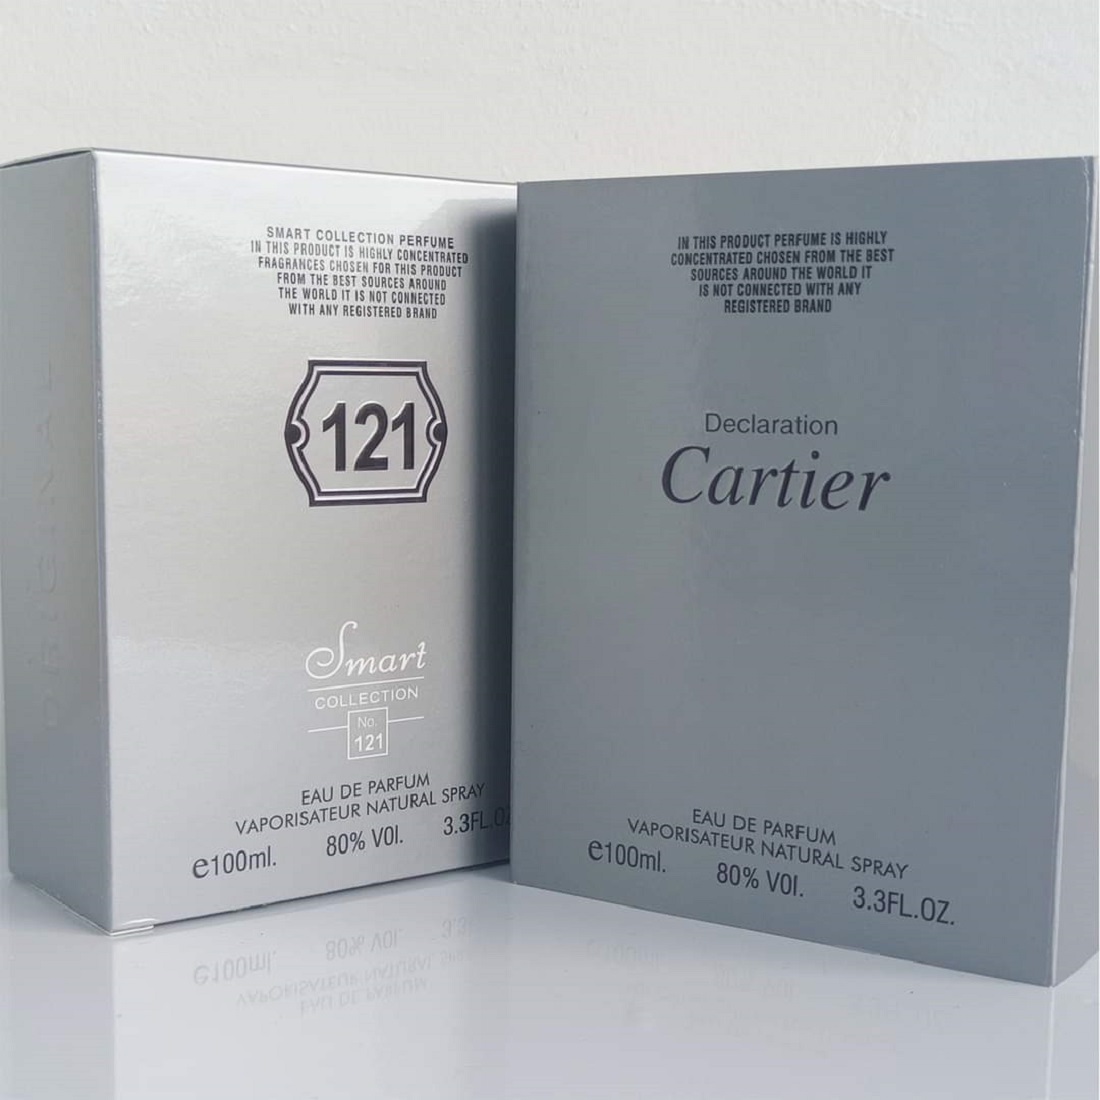 SMART COLLECTION PERFUME
IN THIS PRODUCT IS HIGHLY CONCENTRATED
FRAGRANCES CHOSEN FOR THIS PRODUCT
FROM THE BEST SOURCES AROUND
THE WORLD IT IS NOT CONNECTED
WITH ANY REGISTERED BRAND
121
Smart
COLLECTION
No.
121
EAU DE PARFUM
VAPORISATEUR NATURAL SPRAY
e100ml. 80% VOl. 3.3FL.OZ
ORIGINAL
IN THIS PRODUCT PERFUME IS HIGHLY
CONCENTRATED CHOSEN FROM THE BEST
SOURCES AROUND THE WORLD IT
IS NOT CONNECTED WITH ANY
REGISTERED BRAND
Declaration
Cartier
EAU DE PARFUM
VAPORISATEUR NATURAL SPRAY
e100ml. 80% VOl. 3.3FL.OZ.